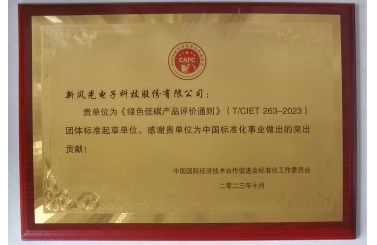 CAPC
新风光电子科技股份有限公司：
贵单位为《绿色低碳产品评价通则》（T/CIET 263-2023）
团体标准起草单位。感谢贵单位为中国标准化事业做出的突出
贡献！
中国国际经济技术合作促进会标准化工作委员会
二〇二三年十月